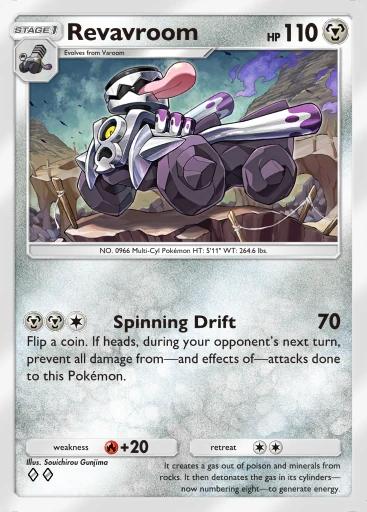 STAGE 1
Revavroom
HP 110
Evolves from Varoom
NO. 0966 Multi-Cyl Pokémon HT: 5'11" WT: 264.6 lbs.
Spinning Drift 70
Flip a coin. If heads, during your opponent's next turn,
prevent all damage from—and effects of—attacks done
to this Pokémon.
weakness +20
retreat
Illus. Souichirou Gunjima
It creates a gas out of poison and minerals from
rocks. It then detonates the gas in its cylinders—
now numbering eight—to generate energy.